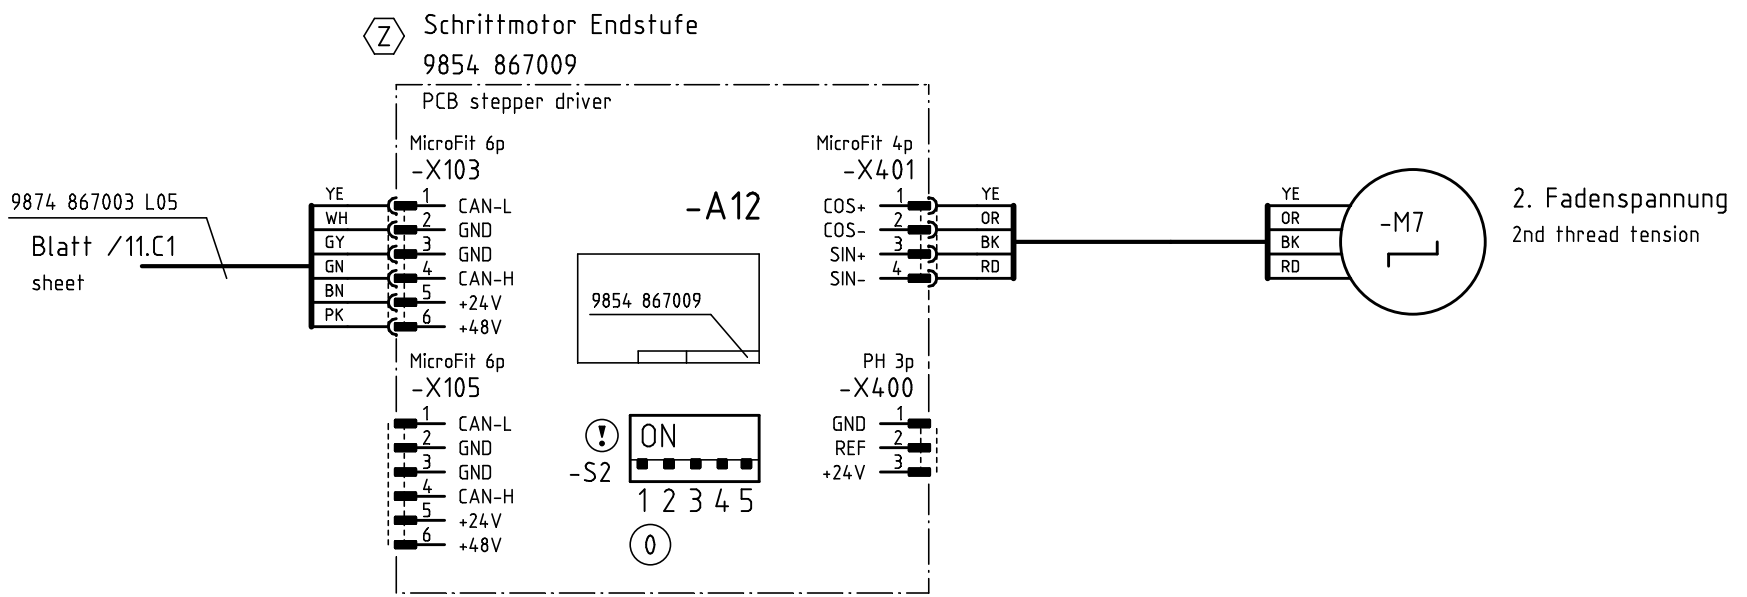 Z
Schrittmotor Endstufe
9854 867009
PCB stepper driver
MicroFit 6p
-X103
9874 867003 L05
Blatt /11.C1
sheet
YE 1 CAN-L
WH 2 GND
GY 3 GND
GN 4 CAN-H
BN 5 +24V
PK 6 +48V
MicroFit 6p
-X105
1 CAN-L
2 GND
3 GND
4 CAN-H
5 +24V
6 +48V
-A12
9854 867009
!
ON
-S2
1 2 3 4 5
0
MicroFit 4p
-X401
COS+ 1 YE
COS- 2 OR
SIN+ 3 BK
SIN- 4 RD
PH 3p
-X400
GND 1
REF 2
+24V 3
YE
OR
BK
RD
-M7
2. Fadenspannung
2nd thread tension